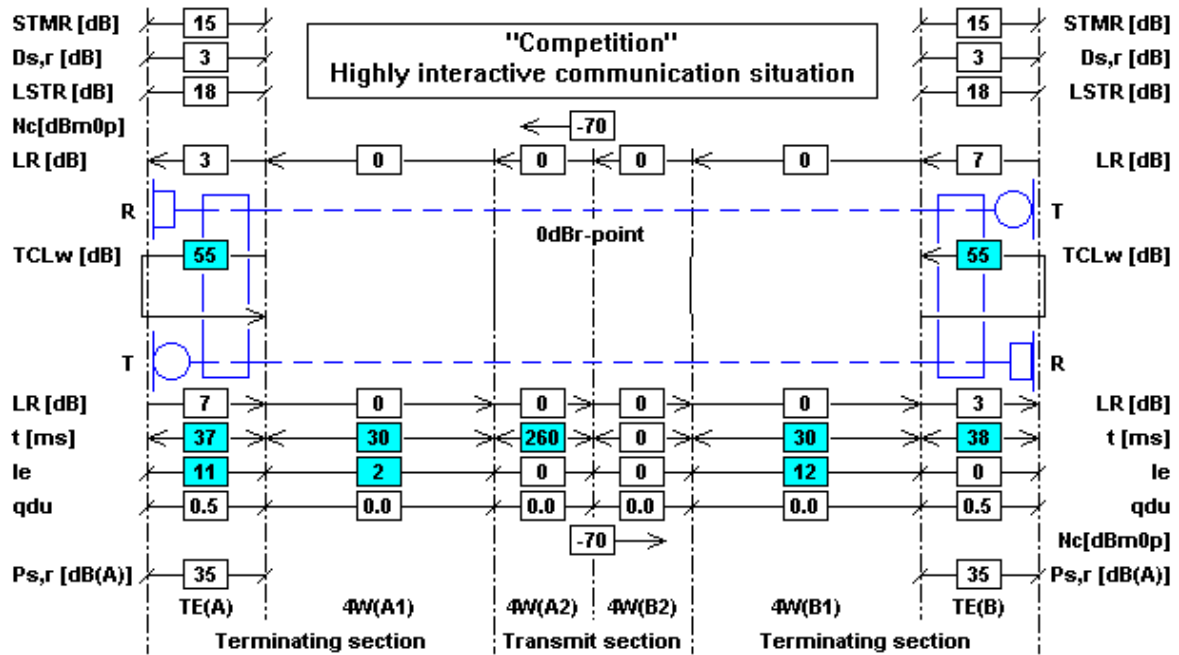 STMR [dB] 15 15 STMR [dB]
"Competition"
Ds,r [dB] 3 3 Ds,r [dB]
Highly interactive communication situation
LSTR [dB] 18 18 LSTR [dB]
Nc[dBm0p] -70
LR [dB] 3 0 0 0 0 7 LR [dB]
R T
0dBr-point
TCLw [dB] 55 55 TCLw [dB]
T R
LR [dB] 7 0 0 0 0 3 LR [dB]
t [ms] 37 30 260 0 30 38 t [ms]
Ie 11 2 0 0 12 0 Ie
qdu 0.5 0.0 0.0 0.0 0.0 0.5 qdu
-70 Nc[dBm0p]
Ps,r [dB(A)] 35 35 Ps,r [dB(A)]
TE(A) 4W(A1) 4W(A2) 4W(B2) 4W(B1) TE(B)
Terminating section Transmit section Terminating section